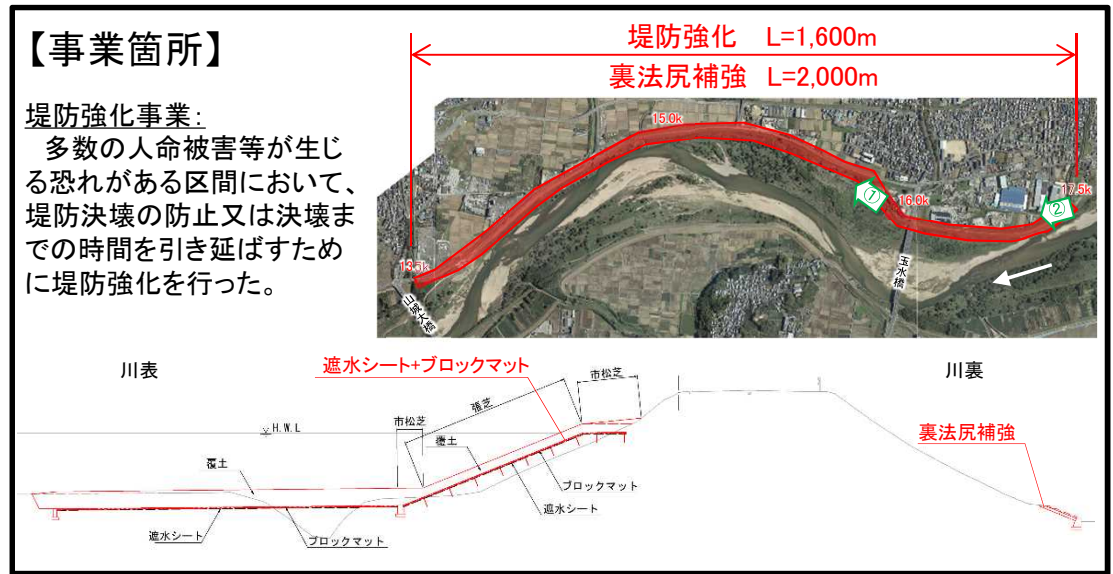 【事業箇所】
堤防強化事業:
多数の人命被害等が生じ
る恐れがある区間において、
堤防決壊の防止又は決壊ま
での時間を引き延ばすため
に堤防強化を行った。
堤防強化 L=1,600m
裏法尻補強 L=2,000m
15.0k
①
16.0k
17.5k
②
13.5k
山城大橋
玉水橋
川表
遮水シート+ブロックマット
市松芝
川裏
張芝
市松芝
H.W.L
裏法尻補強
覆土
覆土
ブロックマット
遮水シート
遮水シート
ブロックマット